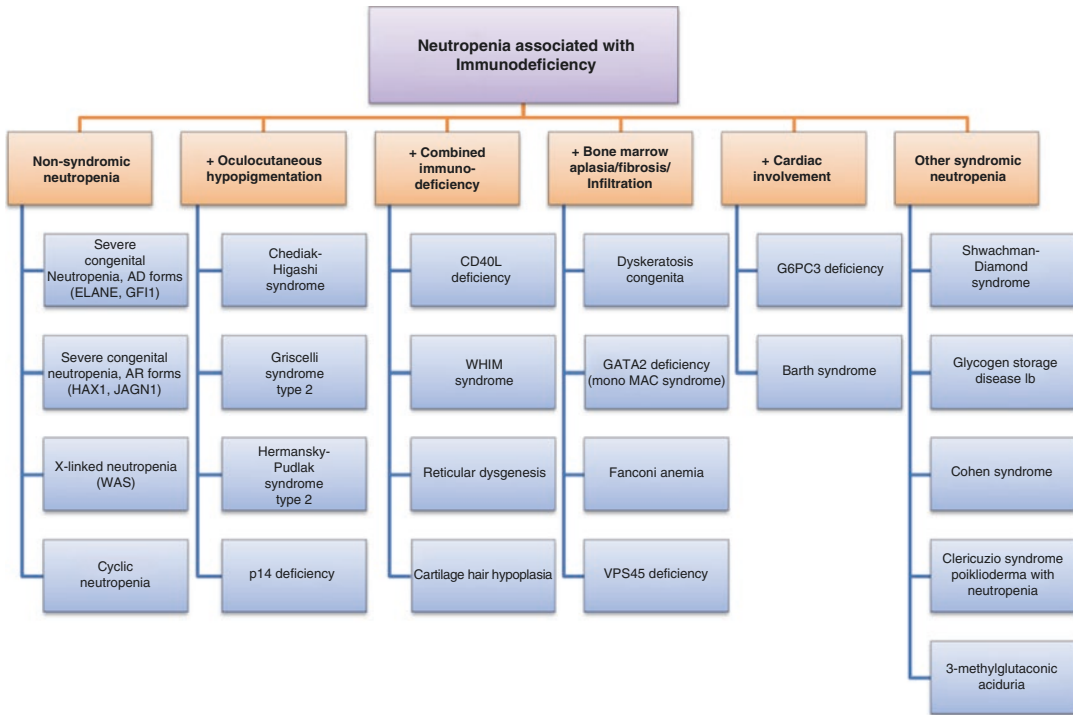 Neutropenia associated with
Immunodeficiency
Non-syndromic
neutropenia
+ Oculocutaneous
hypopigmentation
+ Combined
immuno-
deficiency
+ Bone marrow
aplasia/fibrosis/
Infiltration
+ Cardiac
involvement
Other syndromic
neutropenia
Severe
congenital
Neutropenia, AD forms
(ELANE, GFI1)
Severe congenital
neutropenia, AR forms
(HAX1, JAGN1)
X-linked neutropenia
(WAS)
Cyclic
neutropenia
Chediak-
Higashi
syndrome
Griscelli
syndrome
type 2
Hermansky-
Pudlak
syndrome
type 2
p14 deficiency
CD40L
deficiency
WHIM
syndrome
Reticular dysgenesis
Cartilage hair hypoplasia
Dyskeratosis
congenita
GATA2 deficiency
(mono MAC syndrome)
Fanconi anemia
VPS45 deficiency
G6PC3 deficiency
Barth syndrome
Shwachman-
Diamond
syndrome
Glycogen storage
disease Ib
Cohen syndrome
Clericuzio syndrome
poiklioderma with
neutropenia
3-methylglutaconic
aciduria